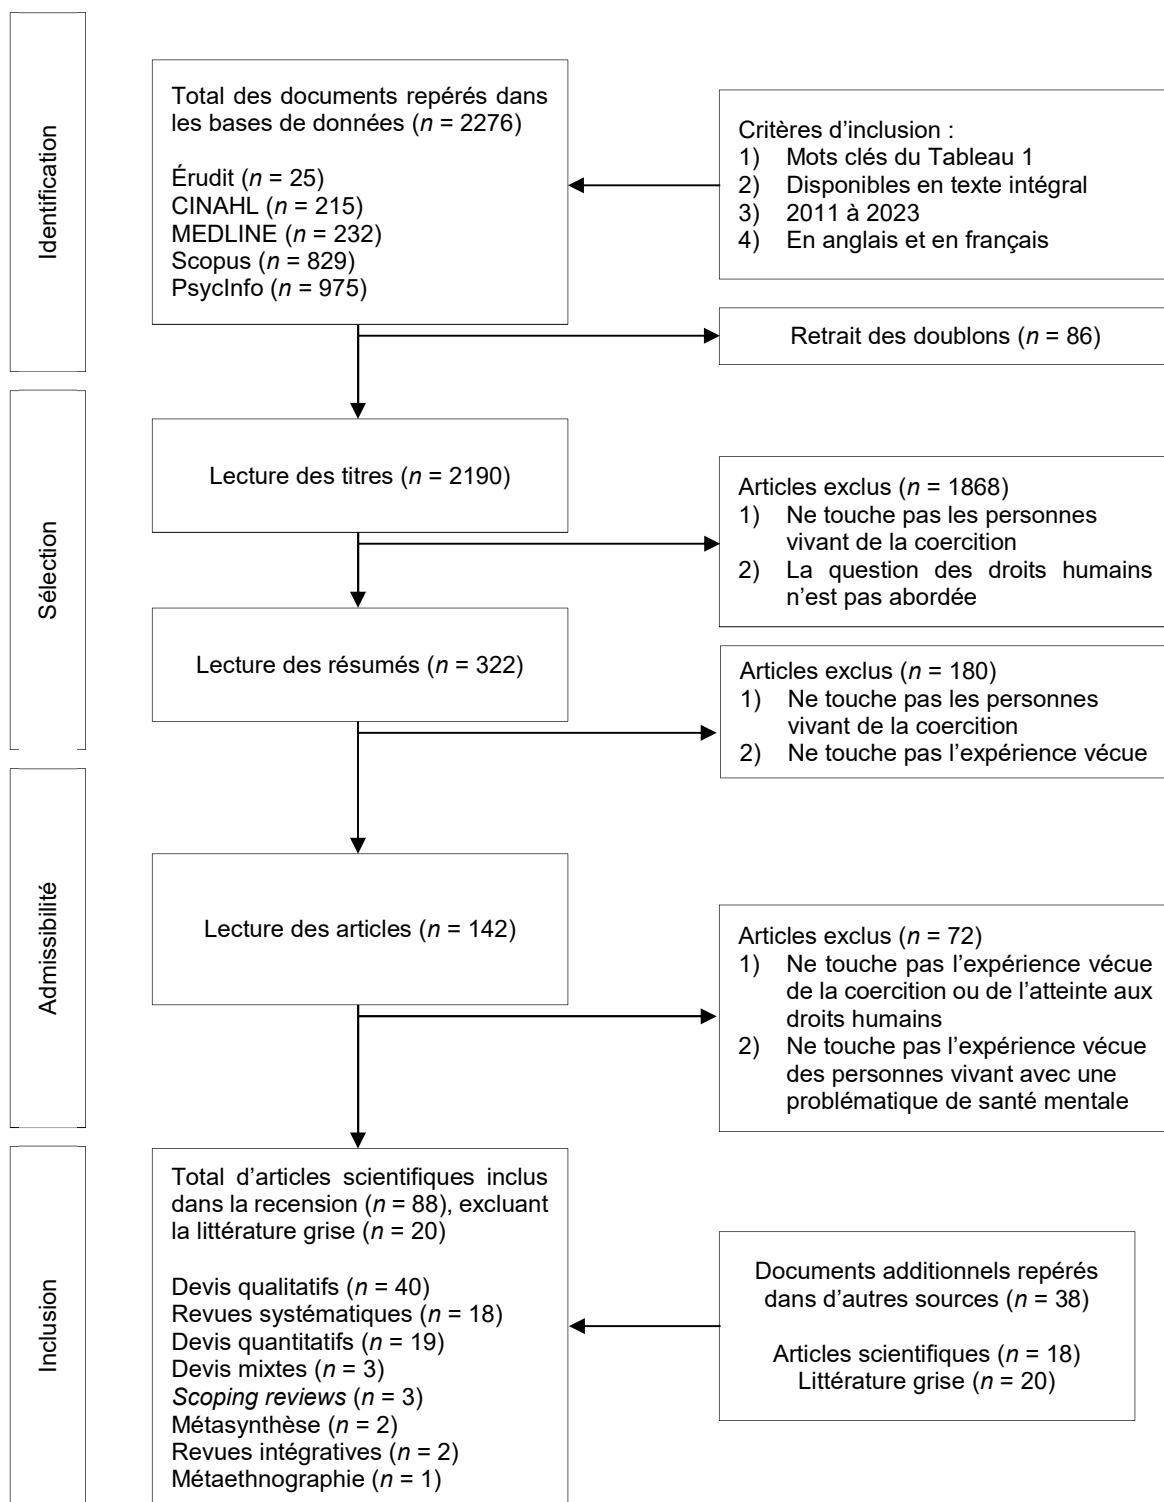 Identification
Total des documents repérés dans
les bases de données (n = 2276)
Érudit (n = 25)
CINAHL (n = 215)
MEDLINE (n = 232)
Scopus (n = 829)
PsycInfo (n = 975)
Critères d’inclusion :
1) Mots clés du Tableau 1
2) Disponibles en texte intégral
3) 2011 à 2023
4) En anglais et en français
Retrait des doublons (n = 86)
Sélection
Lecture des titres (n = 2190)
Articles exclus (n = 1868)
1) Ne touche pas les personnes
vivant de la coercition
2) La question des droits humains
n’est pas abordée
Lecture des résumés (n = 322)
Articles exclus (n = 180)
1) Ne touche pas les personnes
vivant de la coercition
2) Ne touche pas l’expérience vécue
Admissibilité
Lecture des articles (n = 142)
Articles exclus (n = 72)
1) Ne touche pas l’expérience vécue
de la coercition ou de l’atteinte aux
droits humains
2) Ne touche pas l’expérience vécue
des personnes vivant avec une
problématique de santé mentale
Inclusion
Total d’articles scientifiques inclus
dans la recension (n = 88), excluant
la littérature grise (n = 20)
Devis qualitatifs (n = 40)
Revues systématiques (n = 18)
Devis quantitatifs (n = 19)
Devis mixtes (n = 3)
Scoping reviews (n = 3)
Métasynthèse (n = 2)
Revues intégratives (n = 2)
Métaethnographie (n = 1)
Documents additionnels repérés
dans d’autres sources (n = 38)
Articles scientifiques (n = 18)
Littérature grise (n = 20)